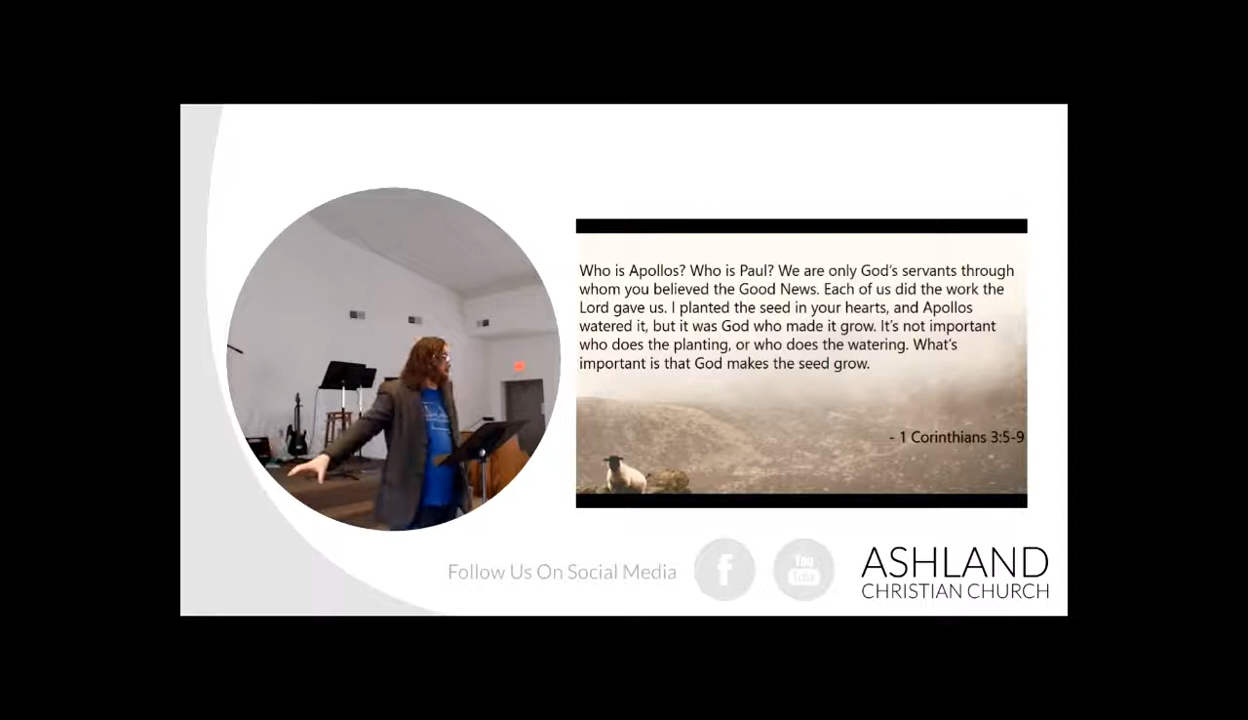 Who is Apollos? Who is Paul? We are only God's servants through
whom you believed the Good News. Each of us did the work the
Lord gave us. I planted the seed in your hearts, and Apollos
watered it, but it was God who made it grow. It's not important
who does the planting, or who does the watering. What's
important is that God makes the seed grow.
- 1 Corinthians 3:5-9
Follow Us On Social Media
f
You
Tube
ASHLAND
CHRISTIAN CHURCH